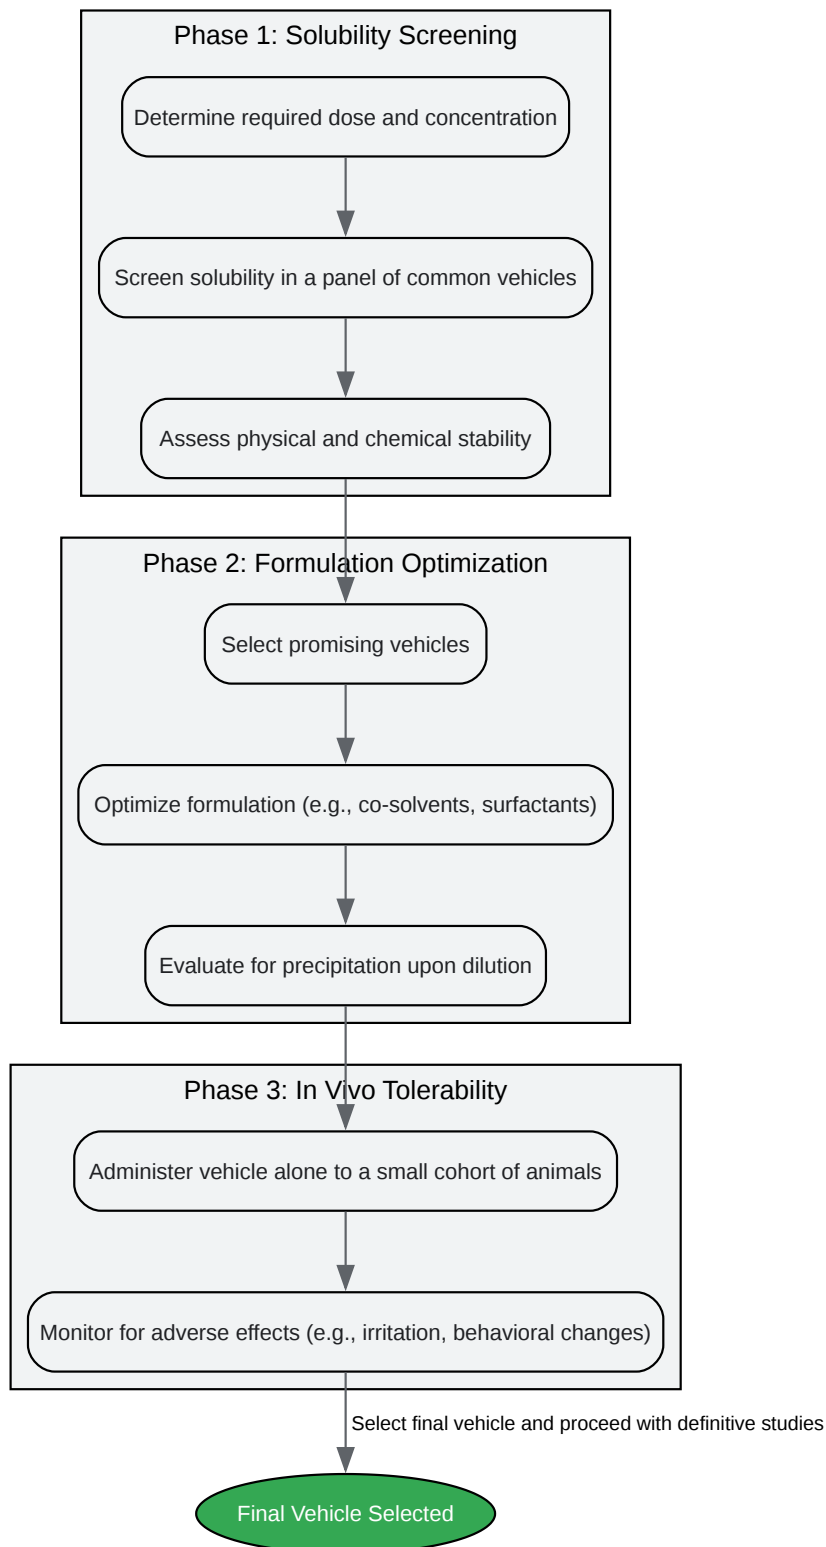 Phase 1: Solubility Screening
Determine required dose and concentration
Screen solubility in a panel of common vehicles
Assess physical and chemical stability
Phase 2: Formulation Optimization
Select promising vehicles
Optimize formulation (e.g., co-solvents, surfactants)
Evaluate for precipitation upon dilution
Phase 3: In Vivo Tolerability
Administer vehicle alone to a small cohort of animals
Monitor for adverse effects (e.g., irritation, behavioral changes)
Select final vehicle and proceed with definitive studies
Final Vehicle Selected